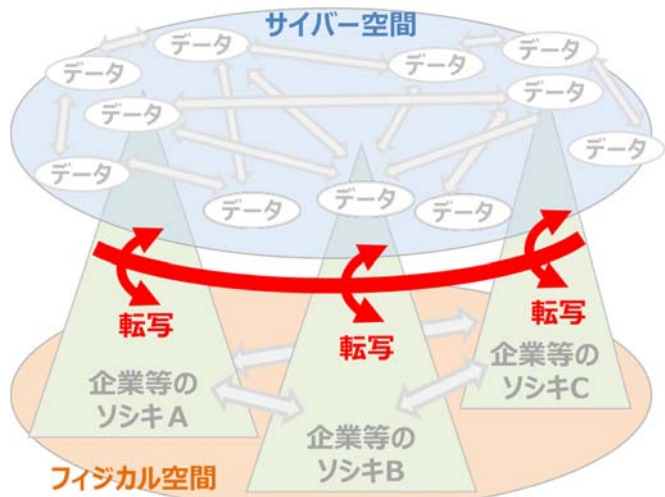 サイバー空間
データ
データ
データ
データ
データ
データ
データ
データ
データ
データ
データ
データ
転写
転写
転写
企業等の
ソシキA
企業等の
ソシキB
企業等の
ソシキC
フィジカル空間